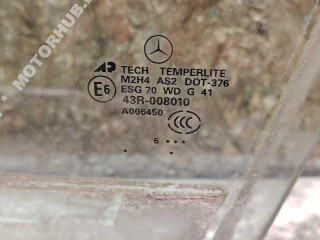 MOTORHUB.
AP TECH TEMPERLITE
M2H4 AS2 DOT-376
E6 ESG 70 WD G 41
43R-008010
A006450
CCC
6 ...